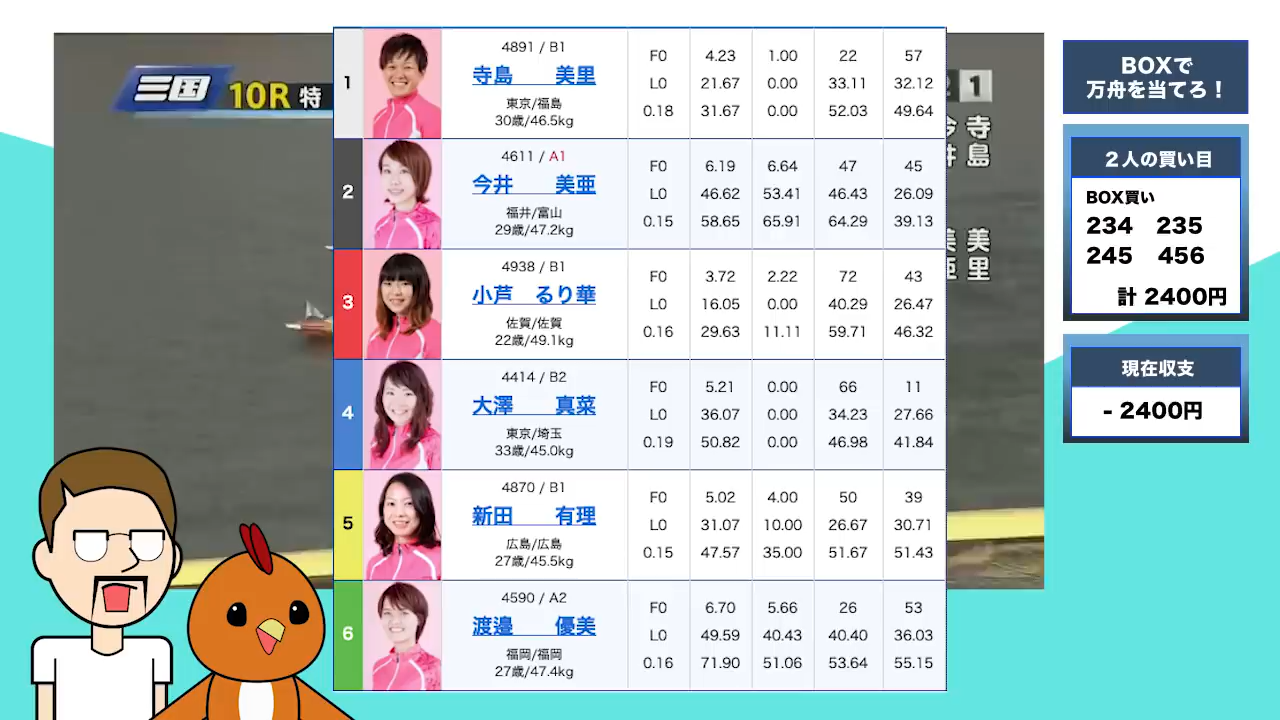 三国 10R 特
1
4891 / B1
寺島 美里
東京/福島
30歳/46.5kg
F0 4.23 1.00 22 57
L0 21.67 0.00 33.11 32.12
0.18 31.67 0.00 52.03 49.64
2
4611 / A1
今井 美亜
福井/富山
29歳/47.2kg
F0 6.19 6.64 47 45
L0 46.62 53.41 46.43 26.09
0.15 58.65 65.91 64.29 39.13
3
4938 / B1
小芦 るり華
佐賀/佐賀
22歳/49.1kg
F0 3.72 2.22 72 43
L0 16.05 0.00 40.29 26.47
0.16 29.63 11.11 59.71 46.32
4
4414 / B2
大澤 真菜
東京/埼玉
33歳/45.0kg
F0 5.21 0.00 66 11
L0 36.07 0.00 34.23 27.66
0.19 50.82 0.00 46.98 41.84
5
4870 / B1
新田 有理
広島/広島
27歳/45.5kg
F0 5.02 4.00 50 39
L0 31.07 10.00 26.67 30.71
0.15 47.57 35.00 51.67 51.43
6
4590 / A2
渡邉 優美
福岡/福岡
27歳/47.4kg
F0 6.70 5.66 26 53
L0 49.59 40.43 40.40 36.03
0.16 71.90 51.06 53.64 55.15
1
寺島 美里
BOXで
万舟を当てろ！
２人の買い目
BOX買い
234 235
245 456
計 2400円
現在収支
- 2400円